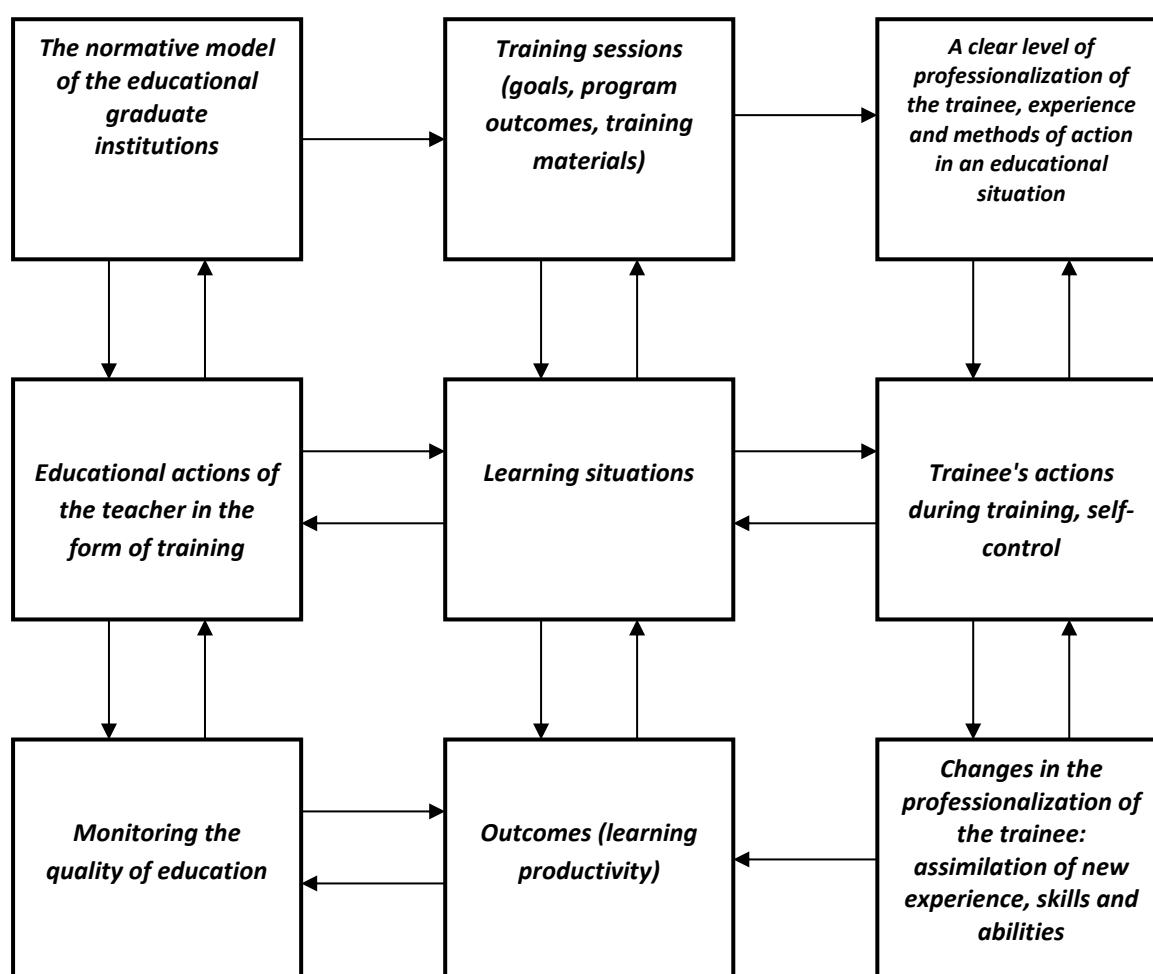 The normative model
of the educational
graduate
institutions
Training sessions
(goals, program
outcomes, training
materials)
A clear level of
professionalization of
the trainee, experience
and methods of action
in an educational
situation
Educational actions of
the teacher in the
form of training
Learning situations
Trainee's actions
during training, self-
control
Monitoring the
quality of education
Outcomes (learning
productivity)
Changes in the
professionalization of
the trainee:
assimilation of new
experience, skills and
abilities